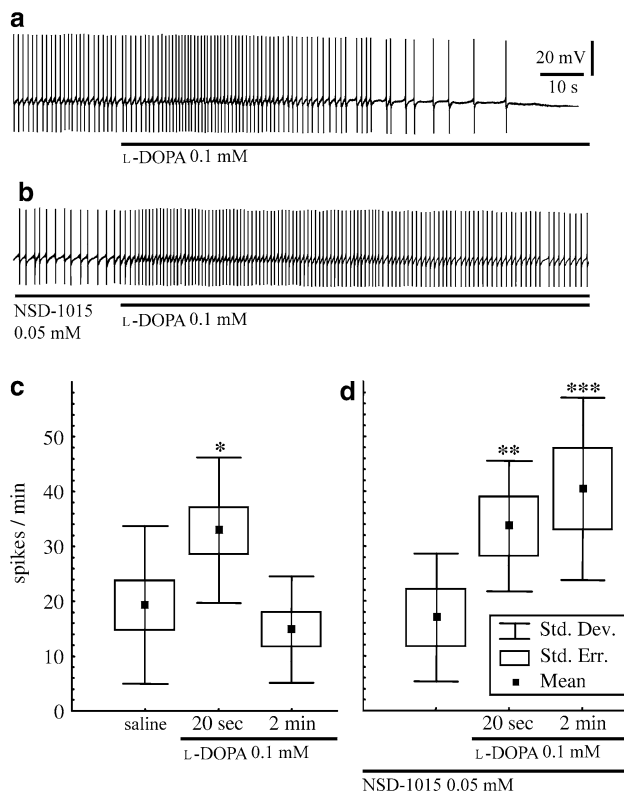 a
20 mV
10 s
L-DOPA 0.1 mM
b
NSD-1015
0.05 mM
L-DOPA 0.1 mM
c
d
spikes / min
50
40
30
20
10
0
*
**
***
Std. Dev.
Std. Err.
Mean
saline
20 sec
2 min
L-DOPA 0.1 mM
20 sec
2 min
L-DOPA 0.1 mM
NSD-1015 0.05 mM